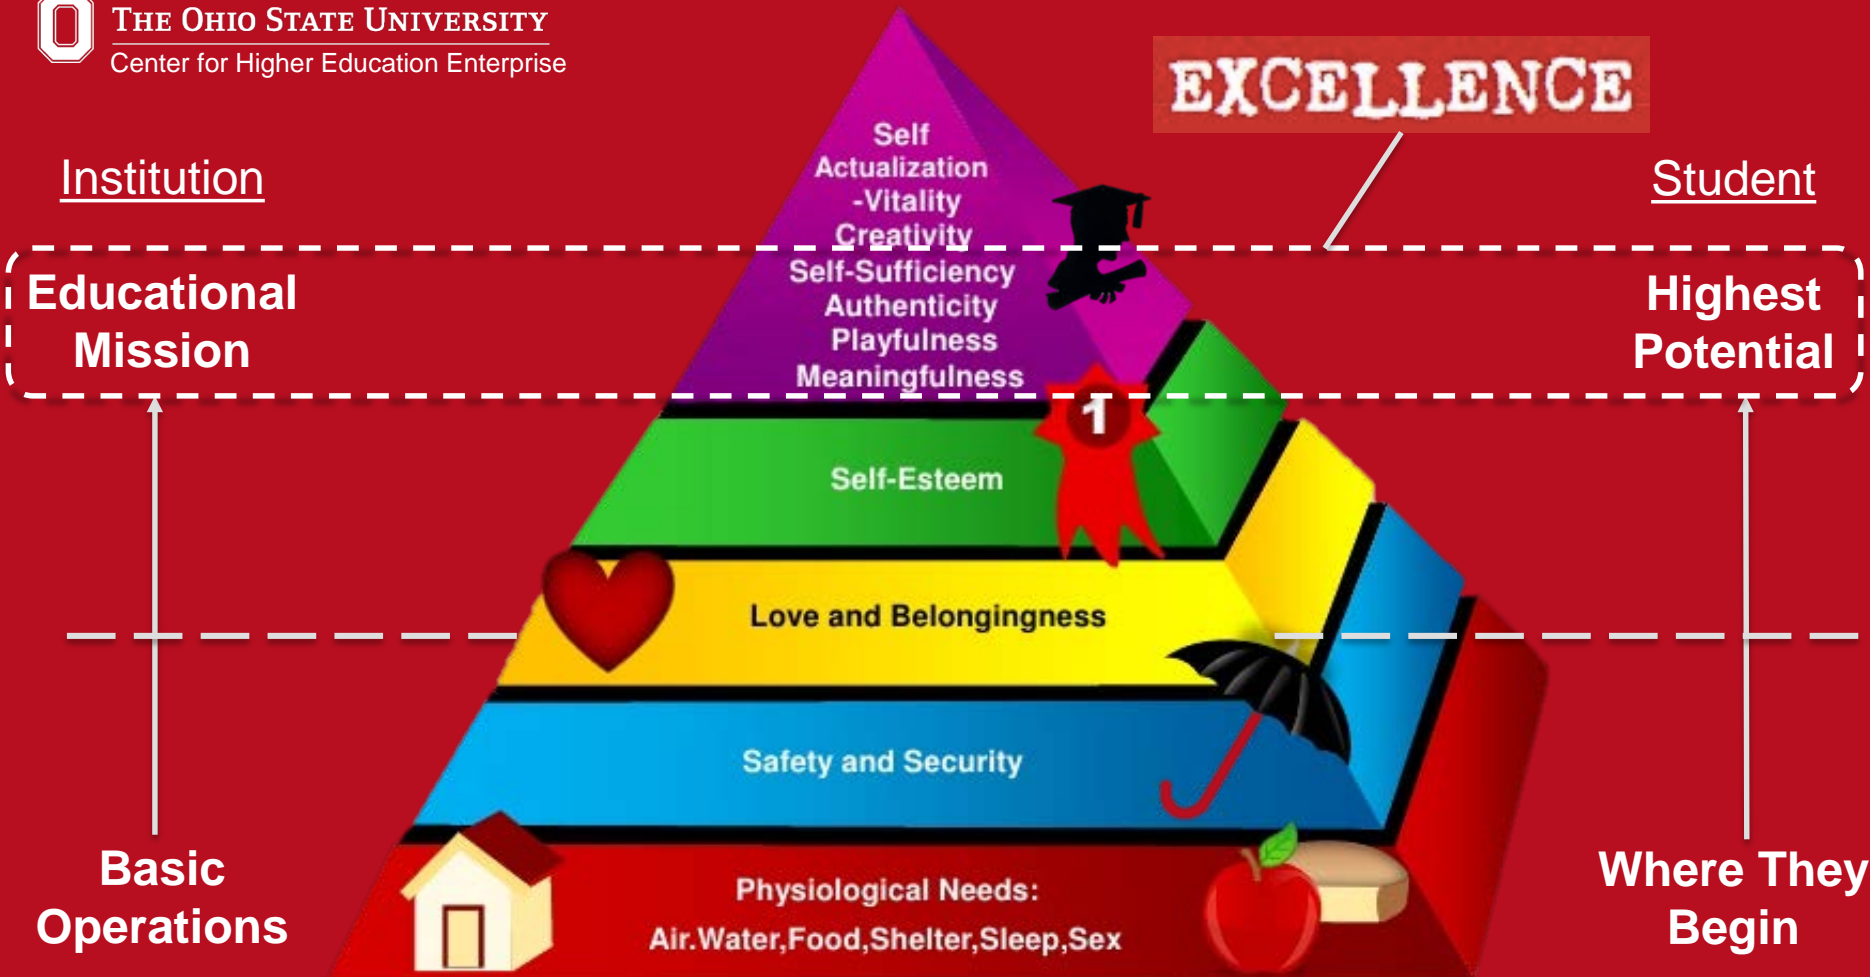 THE OHIO STATE UNIVERSITY
Center for Higher Education Enterprise
EXCELLENCE
Institution
Student
Self
Actualization
-Vitality
Creativity
Self-Sufficiency
Authenticity
Playfulness
Meaningfulness
Educational
Mission
Highest
Potential
1
Self-Esteem
Love and Belongingness
Safety and Security
Basic
Operations
Physiological Needs:
Air.Water,Food,Shelter,Sleep,Sex
Where They
Begin